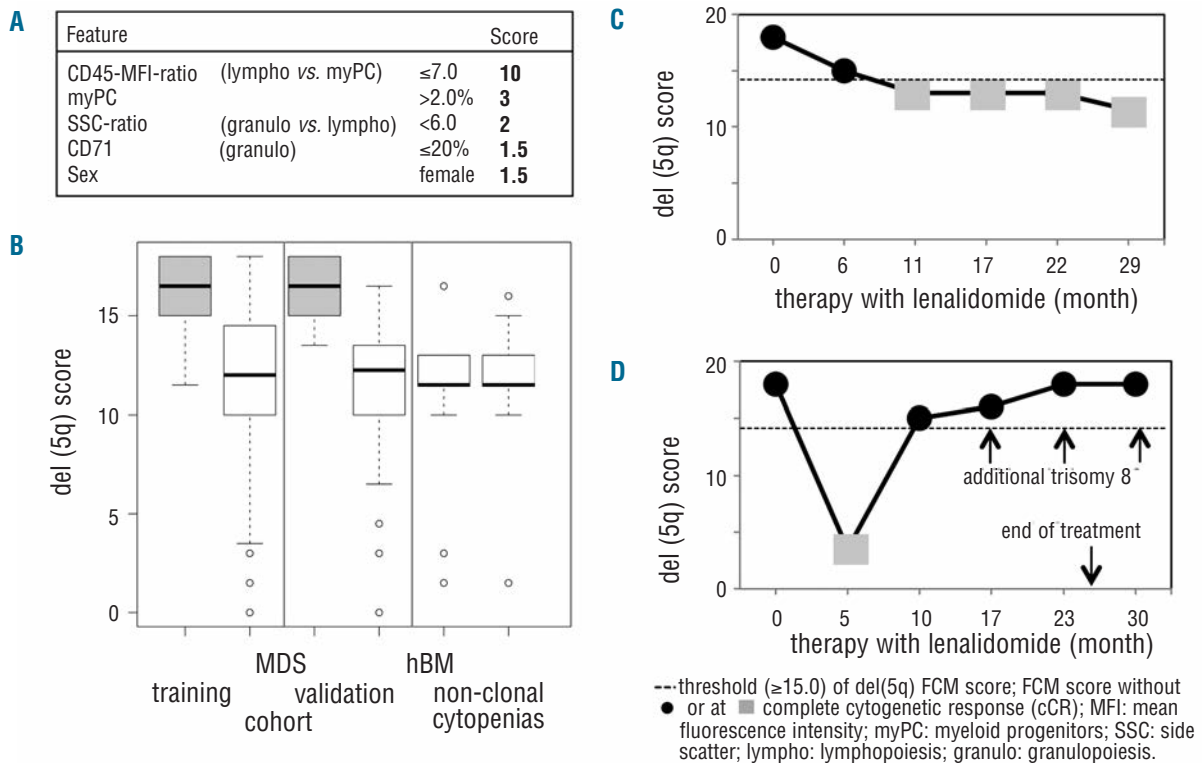 A
Feature Score
CD45-MFI-ratio (lympho vs. myPC) ≤7.0 10
myPC >2.0% 3
SSC-ratio (granulo vs. lympho) <6.0 2
CD71 (granulo) ≤20% 1.5
Sex female 1.5
B
del (5q) score
15
10
5
0
MDS hBM
training validation non-clonal
cohort cytopenias
C
del (5q) score
20
10
0
0 6 11 17 22 29
therapy with lenalidomide (month)
D
del (5q) score
20
10
0
additional trisomy 8
end of treatment
0 5 10 17 23 30
therapy with lenalidomide (month)
threshold (≥15.0) of del(5q) FCM score; FCM score without
or at complete cytogenetic response (cCR); MFI: mean
fluorescence intensity; myPC: myeloid progenitors; SSC: side
scatter; lympho: lymphopoiesis; granulo: granulopoiesis.